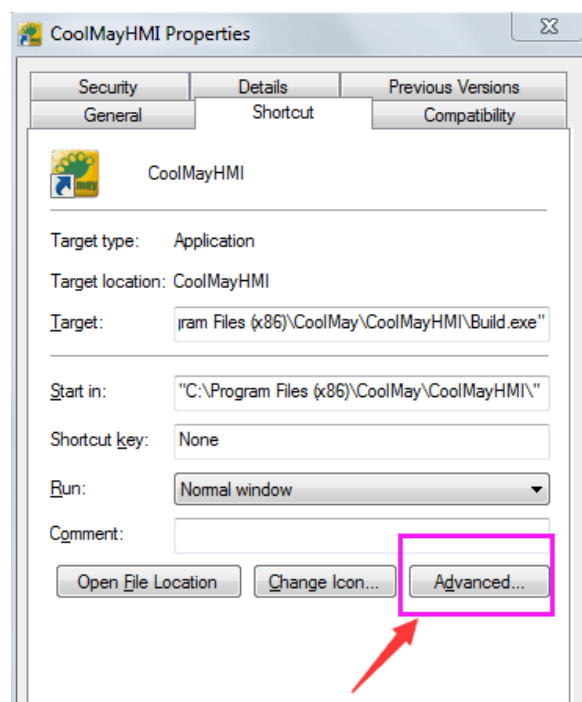 CoolMayHMI Properties
Security Details Previous Versions
General Shortcut Compatibility
may
CoolMayHMI
Target type: Application
Target location: CoolMayHMI
Target: ram Files (x86)\CoolMay\CoolMayHMI\Build.exe"
Start in: "C:\Program Files (x86)\CoolMay\CoolMayHMI\"
Shortcut key: None
Run: Normal window
Comment:
Open File Location Change Icon... Advanced...